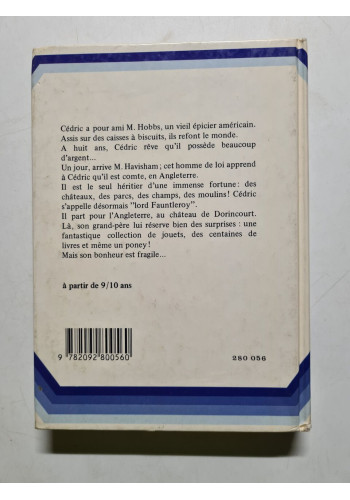 Cédric a pour ami M. Hobbs, un vieil épicier américain.
Assis sur des caisses à biscuits, ils refont le monde.
A huit ans, Cédric rêve qu'il possède beaucoup
d'argent...
Un jour, arrive M. Havisham; cet homme de loi apprend
à Cédric qu'il est comte, en Angleterre.
Il est le seul héritier d'une immense fortune : des
châteaux, des parcs, des champs, des moulins! Cédric
s'appelle désormais "lord Fauntleroy".
Il part pour l'Angleterre, au château de Dorincourt.
Là, son grand-père lui réserve bien des surprises : une
fantastique collection de jouets, des centaines de
livres et même un poney!
Mais son bonheur est fragile...
à partir de 9/10 ans
9 782092 800560
280 056